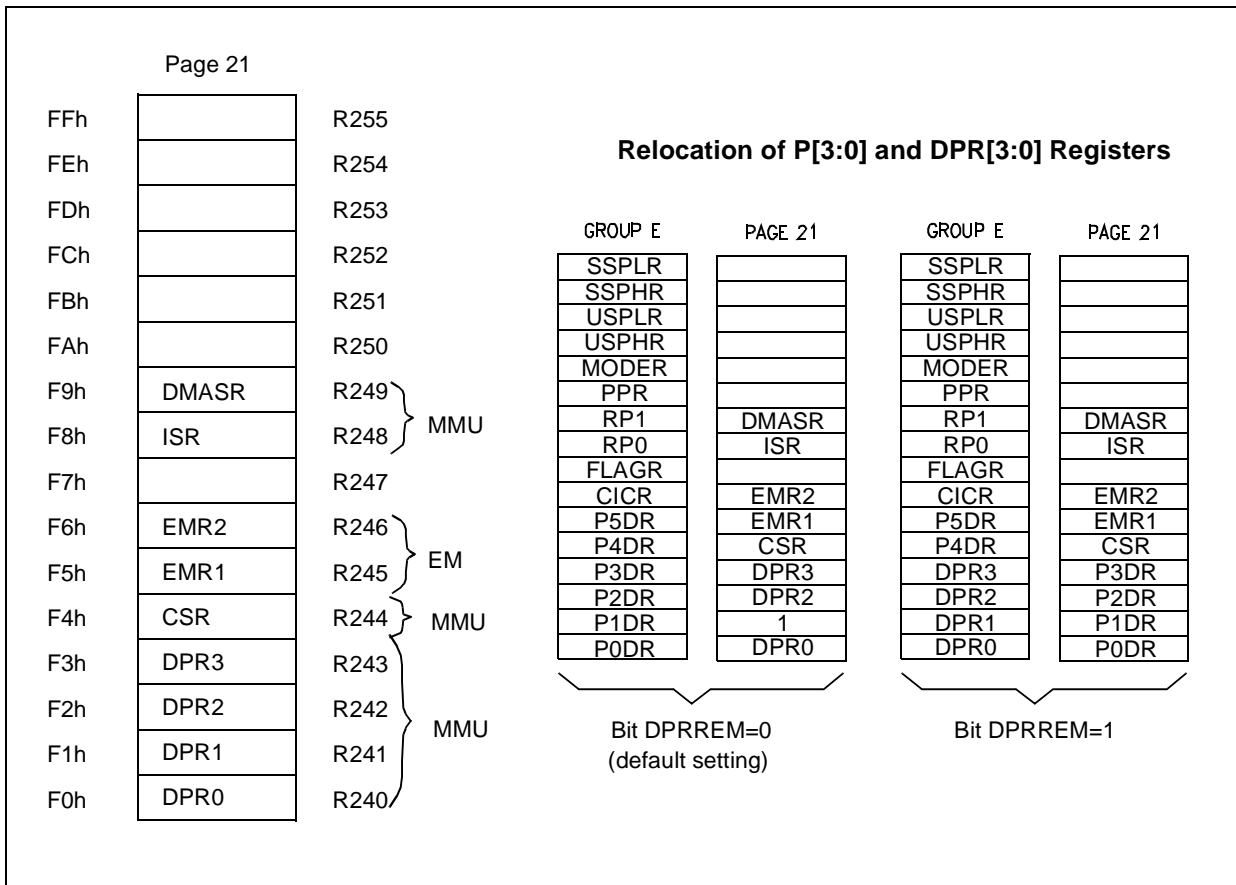 Page 21
FFh R255
FEh R254
FDh R253
FCh R252
FBh R251
FAh R250
F9h DMASR R249
F8h ISR R248
MMU
F7h R247
F6h EMR2 R246
F5h EMR1 R245
EM
F4h CSR R244 MMU
F3h DPR3 R243
F2h DPR2 R242
MMU
F1h DPR1 R241
F0h DPR0 R240
Relocation of P[3:0] and DPR[3:0] Registers
GROUP E PAGE 21 GROUP E PAGE 21
SSPLR SSPLR
SSPHR SSPHR
USPLR USPLR
USPHR USPHR
MODER MODER
PPR PPR
RP1 DMASR RP1 DMASR
RP0 ISR RP0 ISR
FLAGR FLAGR
CICR EMR2 CICR EMR2
P5DR EMR1 P5DR EMR1
P4DR CSR P4DR CSR
P3DR DPR3 DPR3 P3DR
P2DR DPR2 DPR2 P2DR
P1DR 1 DPR1 P1DR
P0DR DPR0 DPR0 P0DR
Bit DPRREM=0 Bit DPRREM=1
(default setting)